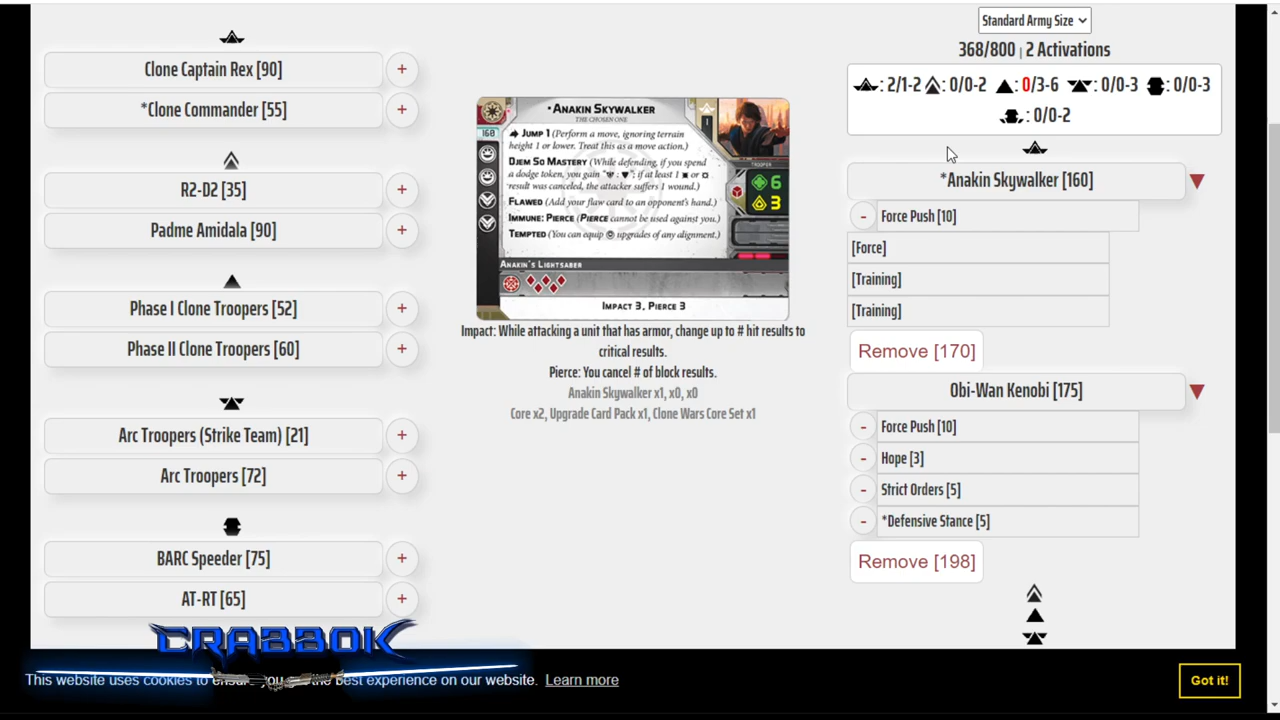 Clone Captain Rex [90]
+
*Clone Commander [55]
+
R2-D2 [35]
+
Padme Amidala [90]
+
Phase I Clone Troopers [52]
+
Phase II Clone Troopers [60]
+
Arc Troopers (Strike Team) [21]
+
Arc Troopers [72]
+
BARC Speeder [75]
+
AT-RT [65]
+
• ANAKIN SKYWALKER
THE CHOSEN ONE
160
1
JUMP 1 (Perform a move, ignoring terrain
height 1 or lower. Treat this as a move action.)
DJEM SO MASTERY (While defending, if you spend
a dodge token, you gain
result was canceled, the attacker suffers 1 wound.)
FLAWED (Add your flaw card to an opponent's hand.)
IMMUNE: PIERCE (PIERCE cannot be used against you.)
TEMPTED (You can equip upgrades of any alignment.)
TROOPER
6
3
ANAKIN'S LIGHTSABER
IMPACT 3, PIERCE 3
Impact: While attacking a unit that has armor, change up to # hit results to
critical results.
Pierce: You cancel # of block results.
Anakin Skywalker x1, x0, x0
Core x2, Upgrade Card Pack x1, Clone Wars Core Set x1
Standard Army Size
368/800 | 2 Activations
: 2/1-2 : 0/0-2 : 0/3-6 : 0/0-3 : 0/0-3
: 0/0-2
*Anakin Skywalker [160]
- Force Push [10]
[Force]
[Training]
[Training]
Remove [170]
Obi-Wan Kenobi [175]
- Force Push [10]
- Hope [3]
- Strict Orders [5]
- *Defensive Stance [5]
Remove [198]
CRABBOK
This website uses cookies to ensure you get the best experience on our website. Learn more
Got it!